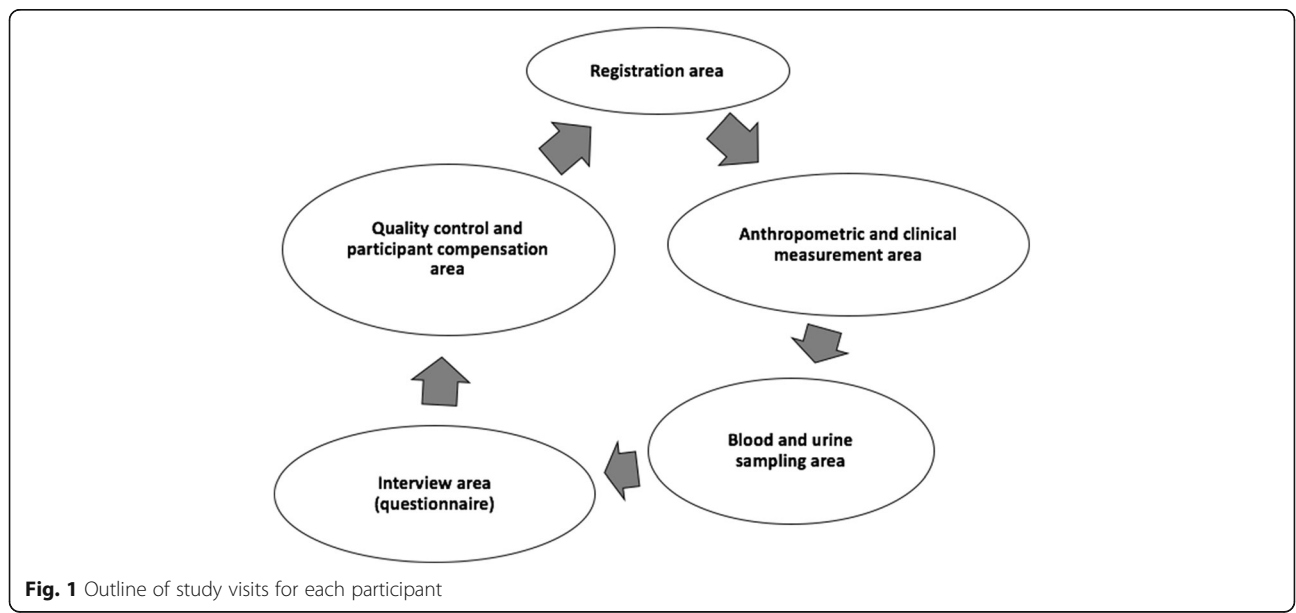 Registration area
Anthropometric and clinical
measurement area
Blood and urine
sampling area
Interview area
(questionnaire)
Quality control and
participant compensation
area
Fig. 1 Outline of study visits for each participant